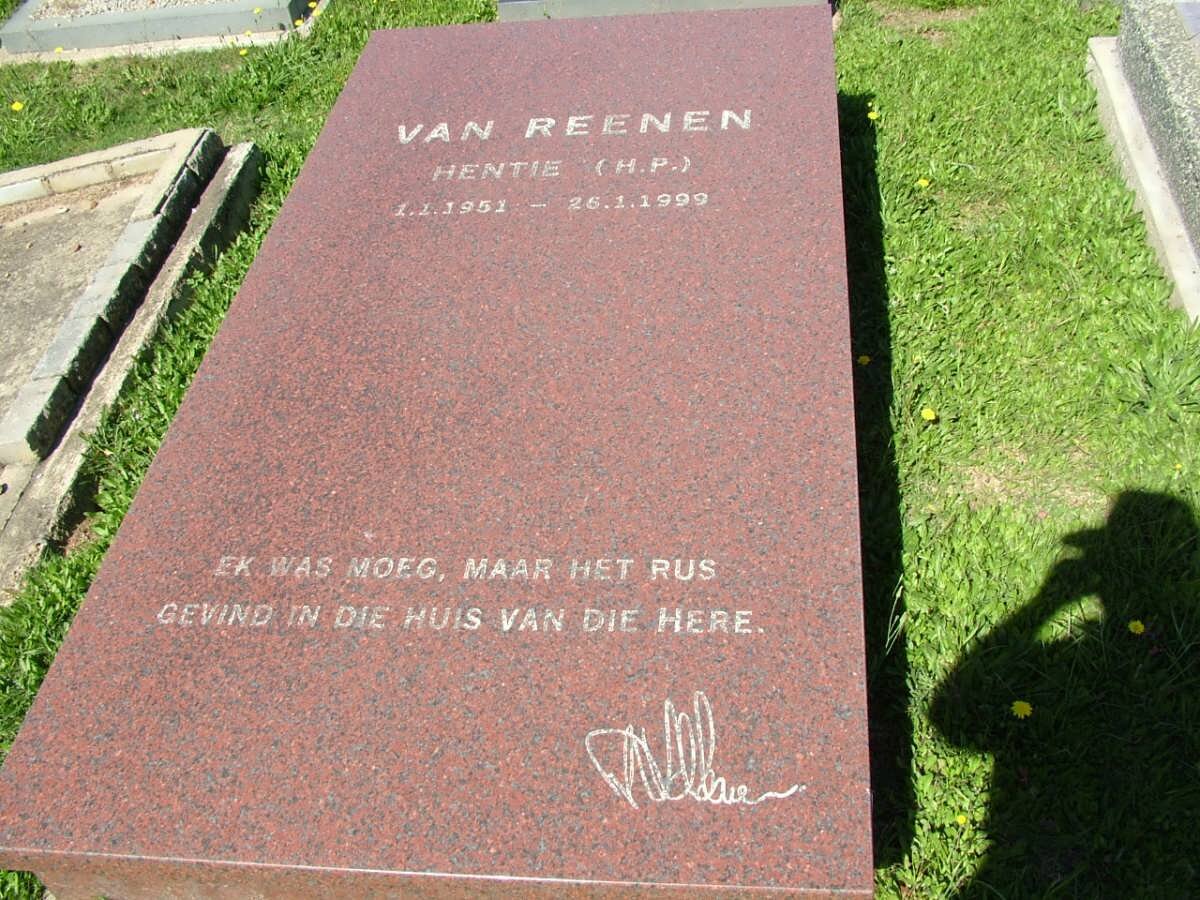 VAN REENEN
HENTIE (H.P.)
1.1.1951 - 26.1.1999
EK WAS MOEG, MAAR HET RUS
GEVIND IN DIE HUIS VAN DIE HERE.